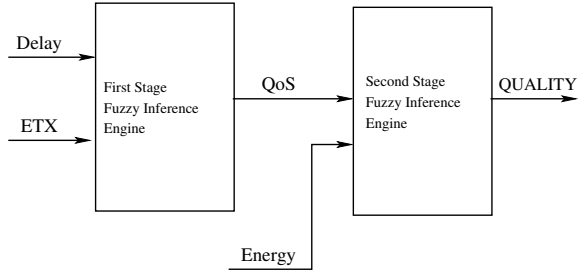 Delay
ETX
First Stage
Fuzzy Inference
Engine
QoS
Energy
Second Stage
Fuzzy Inference
Engine
QUALITY